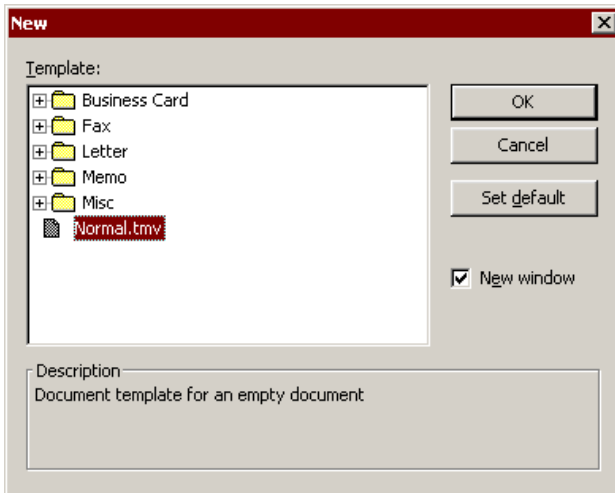 New
Template:
Business Card
Fax
Letter
Memo
Misc
Normal.tmv
OK
Cancel
Set default
New window
Description
Document template for an empty document